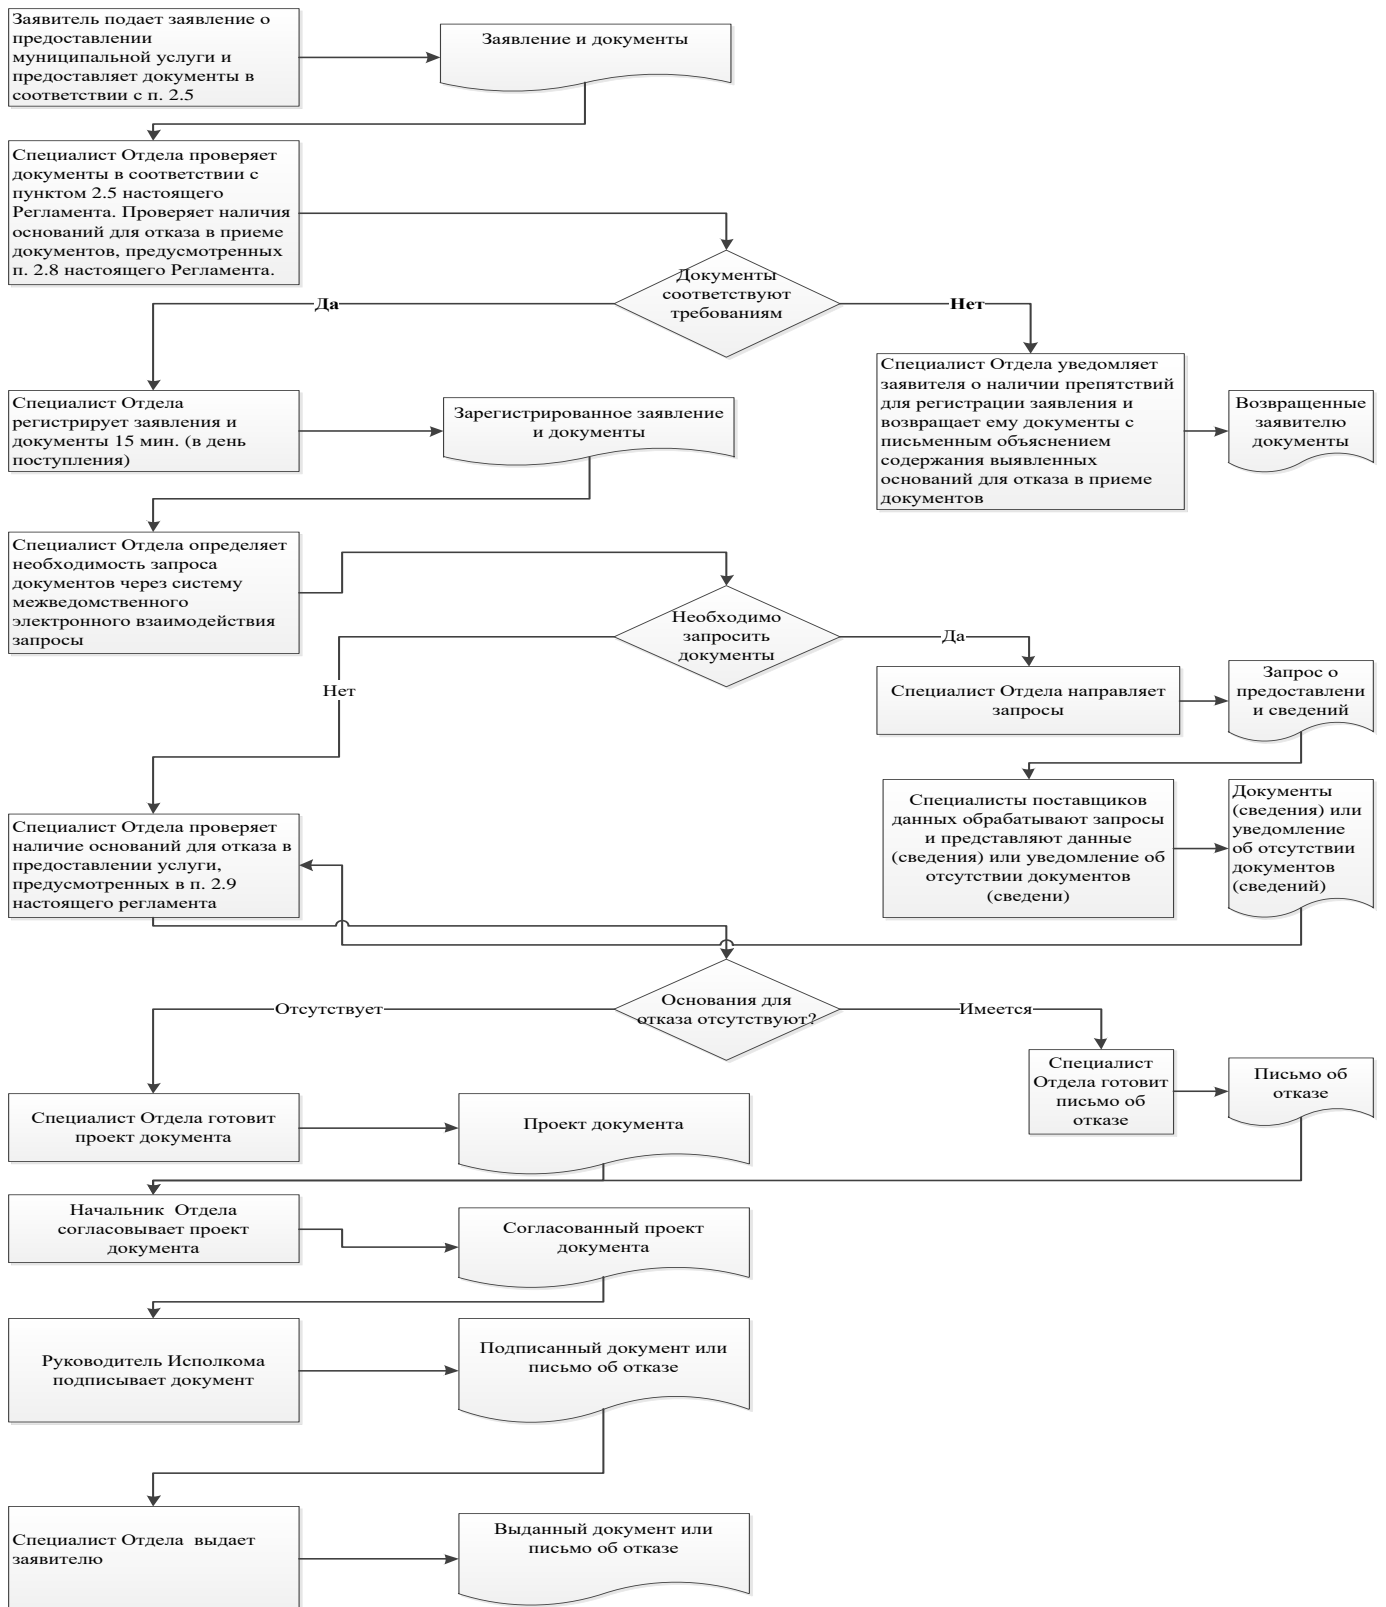 Заявитель подает заявление о
предоставлении
муниципальной услуги и
предоставляет документы в
соответствии с п. 2.5
Заявление и документы
Специалист Отдела проверяет
документы в соответствии с
пунктом 2.5 настоящего
Регламента. Проверяет наличия
оснований для отказа в приеме
документов, предусмотренных
п. 2.8 настоящего Регламента.
Документы
соответствуют
требованиям
Да
Нет
Специалист Отдела
регистрирует заявления и
документы 15 мин. (в день
поступления)
Зарегистрированное заявление
и документы
Специалист Отдела уведомляет
заявителя о наличии препятствий
для регистрации заявления и
возвращает ему документы с
письменным объяснением
содержания выявленных
оснований для отказа в приеме
документов
Возвращенные
заявителю
документы
Специалист Отдела определяет
необходимость запроса
документов через систему
межведомственного
электронного взаимодействия
запросы
Необходимо
запросить
документы
Да
Нет
Специалист Отдела направляет
запросы
Запрос о
предоставлени
и сведений
Специалисты поставщиков
данных обрабатывают запросы
и представляют данные
(сведения) или уведомление об
отсутствии документов
(сведени)
Документы
(сведения) или
уведомление
об отсутствии
документов
(сведений)
Специалист Отдела проверяет
наличие оснований для отказа в
предоставлении услуги,
предусмотренных в п. 2.9
настоящего регламента
Основания для
отказа отсутствуют?
Отсутствует
Имеется
Специалист
Отдела готовит
письмо об
отказе
Письмо об
отказе
Специалист Отдела готовит
проект документа
Проект документа
Начальник  Отдела
согласовывает проект
документа
Согласованный проект
документа
Руководитель Исполкома
подписывает документ
Подписанный документ или
письмо об отказе
Специалист Отдела  выдает
заявителю
Выданный документ или
письмо об отказе